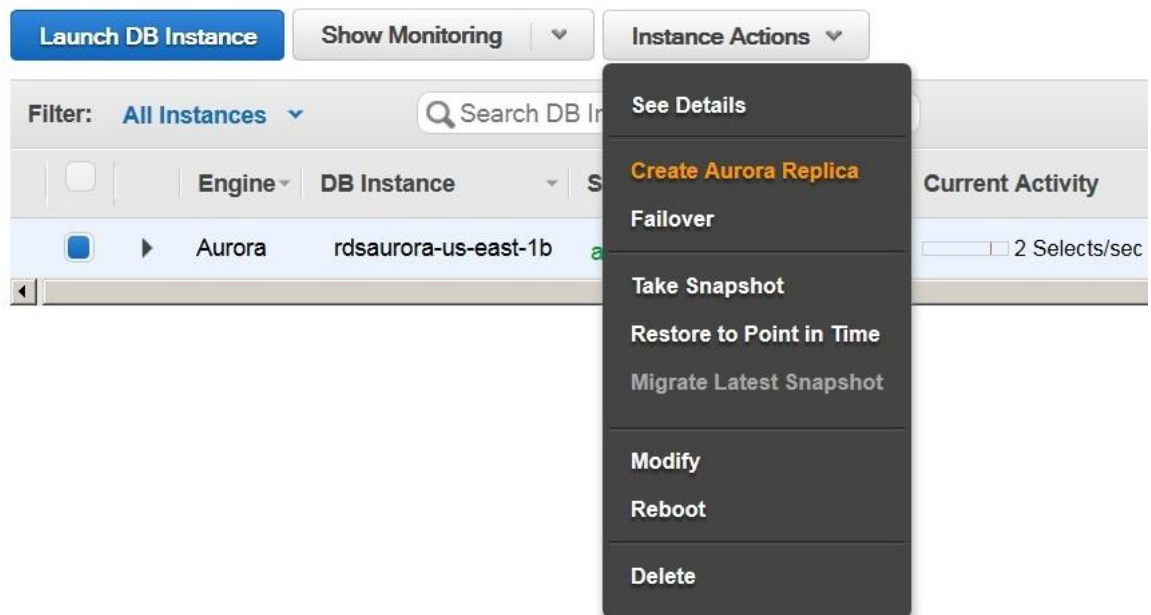 Launch DB Instance Show Monitoring Instance Actions
Filter: All Instances Search DB In
See Details
Engine DB Instance S Create Aurora Replica Current Activity
Failover
Aurora rdsaurora-us-east-1b a 2 Selects/sec
Take Snapshot
Restore to Point in Time
Migrate Latest Snapshot
Modify
Reboot
Delete